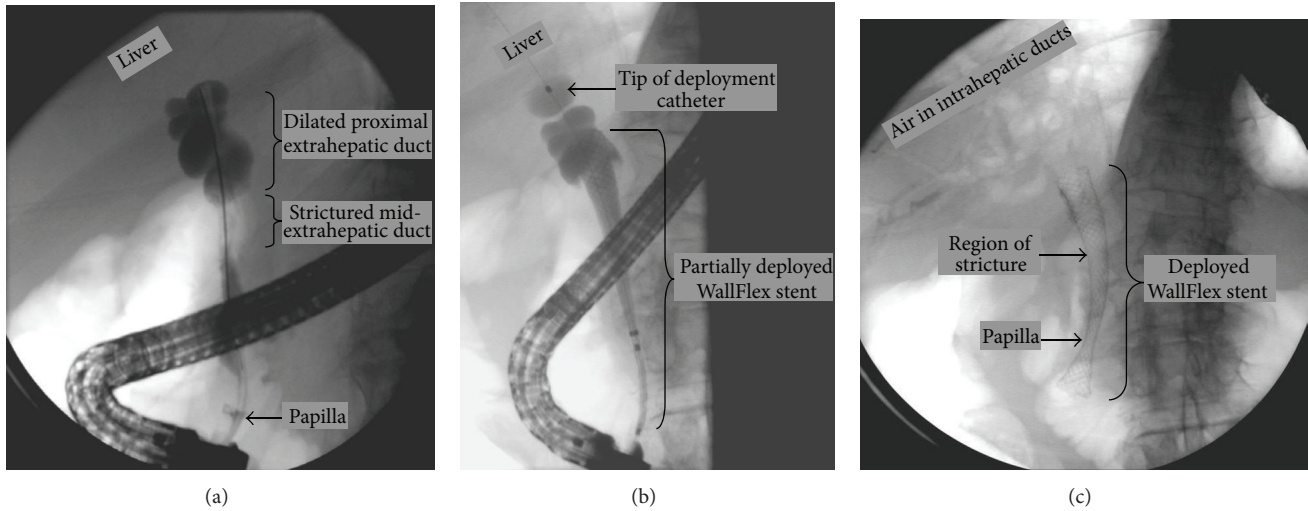 Liver
Dilated proximal
extrahepatic duct
Strictured mid-
extrahepatic duct
Papilla
(a)
Liver
Tip of deployment
catheter
Partially deployed
WallFlex stent
(b)
Air in intrahepatic ducts
Region of
stricture
Deployed
WallFlex stent
Papilla
(c)